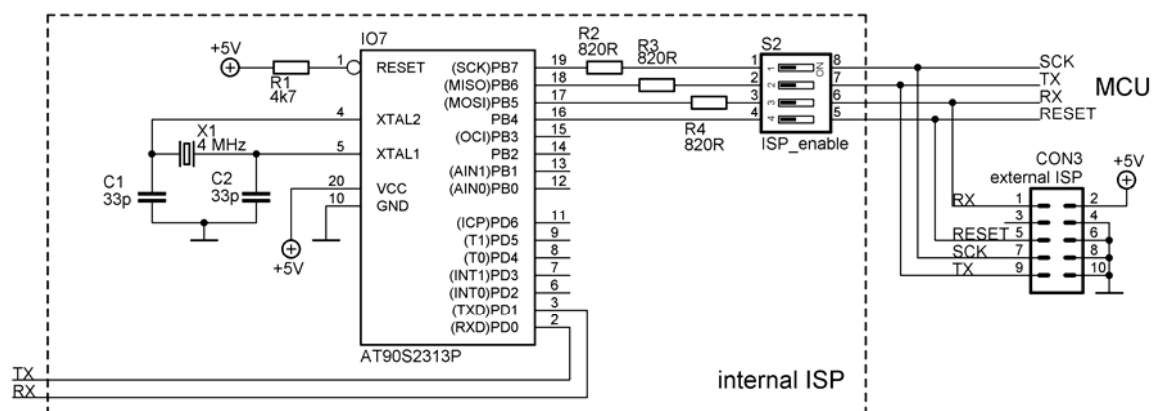 IO7
+5V
R1
4k7
1
RESET
4
XTAL2
5
XTAL1
20
VCC
10
GND
X1
4 MHz
C1
33p
C2
33p
+5V
(SCK)PB7
19
(MISO)PB6
18
(MOSI)PB5
17
PB4
16
(OCI)PB3
15
PB2
14
(AIN1)PB1
13
(AIN0)PB0
12
(ICP)PD6
11
(T1)PD5
9
(T0)PD4
8
(INT1)PD3
7
(INT0)PD2
6
(TXD)PD1
3
(RXD)PD0
2
AT90S2313P
R2
820R
R3
820R
R4
820R
S2
1
2
3
4
1
2
3
4
ON
8
7
6
5
ISP_enable
SCK
TX
RX
RESET
MCU
CON3
external ISP
+5V
RX
1
2
3
4
RESET
5
6
SCK
7
8
TX
9
10
TX
RX
internal ISP